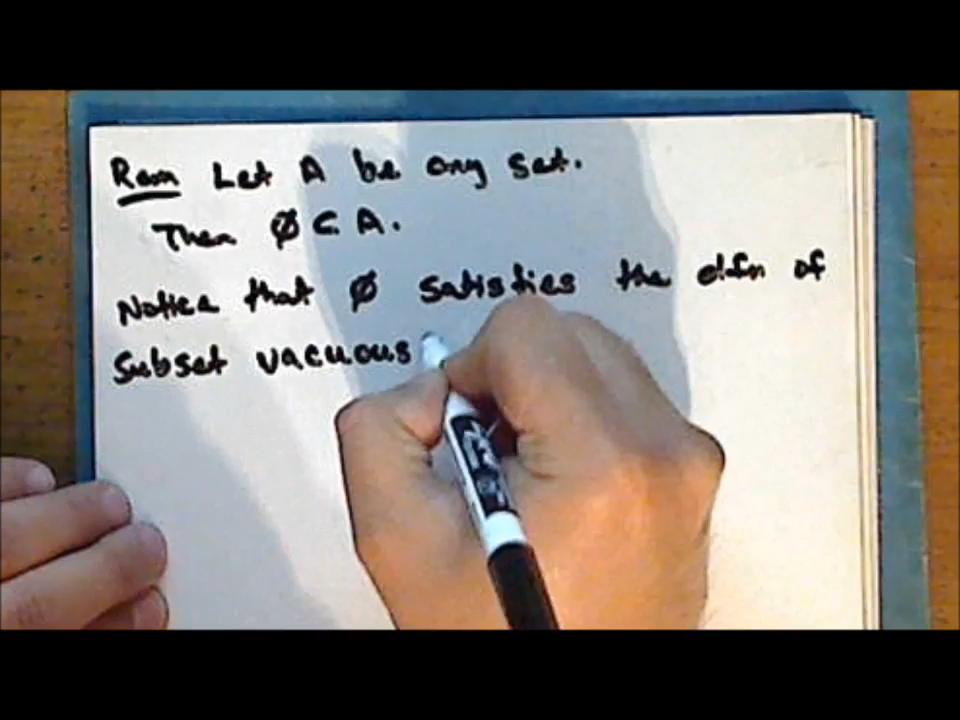 Rem Let A be any set.
Then ∅ ⊂ A.
Notice that ∅ satisfies the defn of
Subset vacuous